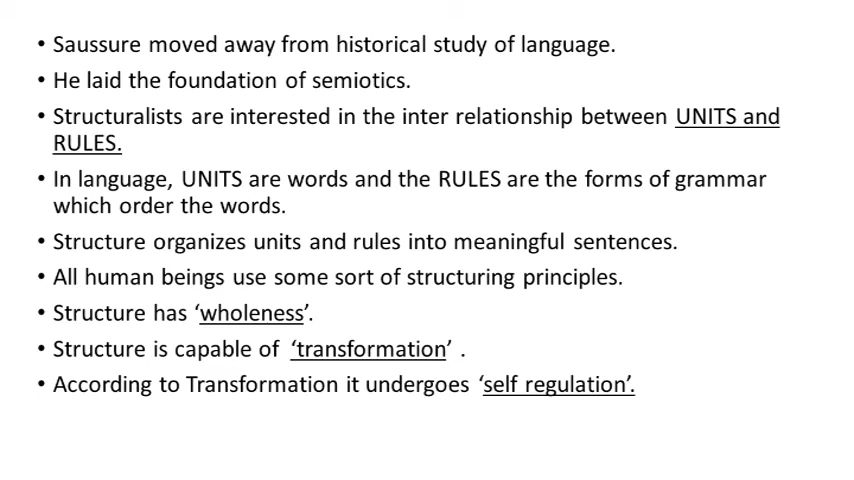 • Saussure moved away from historical study of language.
• He laid the foundation of semiotics.
• Structuralists are interested in the inter relationship between UNITS and
RULES.
• In language, UNITS are words and the RULES are the forms of grammar
which order the words.
• Structure organizes units and rules into meaningful sentences.
• All human beings use some sort of structuring principles.
• Structure has ‘wholeness’.
• Structure is capable of ‘transformation’ .
• According to Transformation it undergoes ‘self regulation’.